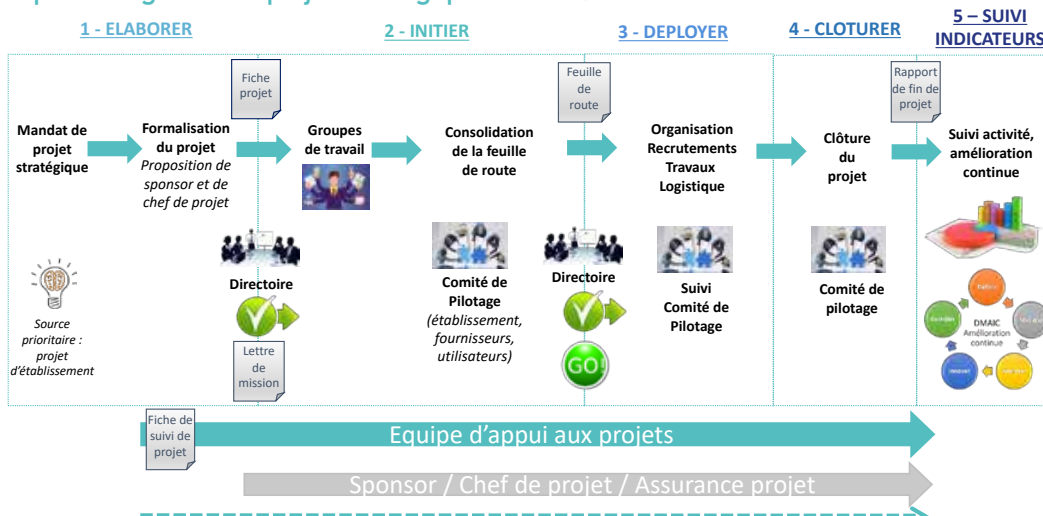 1 - ELABORER
2 - INITIER
3 - DEPLOYER
4 - CLOTURER
5 – SUIVI
INDICATEURS
Fiche
projet
Feuille
de
route
Rapport
de fin de
projet
Mandat de
projet
stratégique
Formalisation
du projet
Proposition de
sponsor et de
chef de projet
Groupes
de travail
Consolidation
de la feuille
de route
Organisation
Recrutements
Travaux
Logistique
Clôture
du
projet
Suivi activité,
amélioration
continue
Source
prioritaire :
projet
d'établissement
Directoire
Lettre
de
mission
Comité de
Pilotage
(établissement,
fournisseurs,
utilisateurs)
Directoire
GO!
Suivi
Comité de
Pilotage
Comité de
pilotage
DMAIC
Amélioration
continue
Fiche de
suivi de
projet
Equipe d'appui aux projets
Sponsor / Chef de projet / Assurance projet